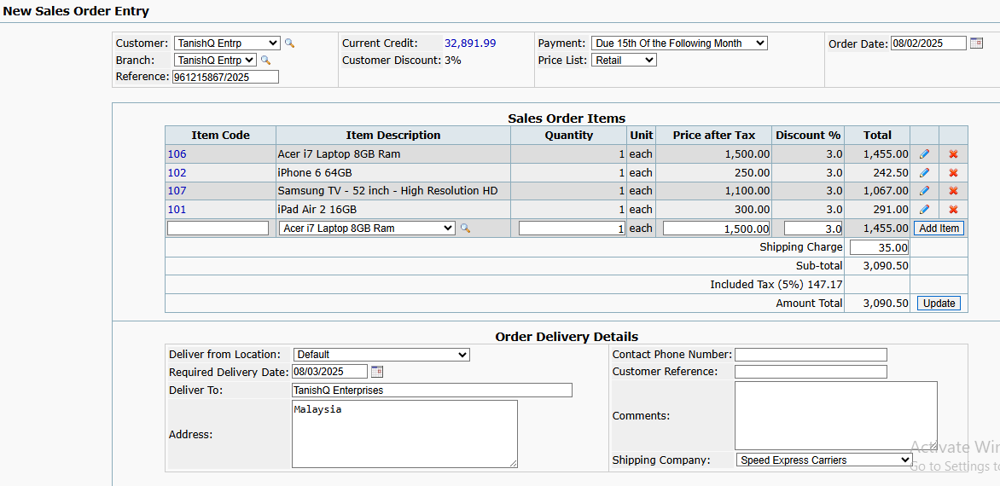 New Sales Order Entry
Customer: TanishQ Entrp Current Credit: 32,891.99 Payment: Due 15th Of the Following Month Order Date: 08/02/2025
Branch: TanishQ Entrp Customer Discount: 3% Price List: Retail
Reference: 961215867/2025
Sales Order Items
Item Code Item Description Quantity Unit Price after Tax Discount % Total
106 Acer i7 Laptop 8GB Ram 1 each 1,500.00 3.0 1,455.00
102 iPhone 6 64GB 1 each 250.00 3.0 242.50
107 Samsung TV - 52 inch - High Resolution HD 1 each 1,100.00 3.0 1,067.00
101 iPad Air 2 16GB 1 each 300.00 3.0 291.00
Acer i7 Laptop 8GB Ram 1 each 1,500.00 3.0 1,455.00 Add Item
Shipping Charge 35.00
Sub-total 3,090.50
Included Tax (5%) 147.17
Amount Total 3,090.50 Update
Order Delivery Details
Deliver from Location: Default Contact Phone Number:
Required Delivery Date: 08/03/2025 Customer Reference:
Deliver To: TanishQ Enterprises
Address: Malaysia Comments:
Shipping Company: Speed Express Carriers
Activate Win
Go to Settings to